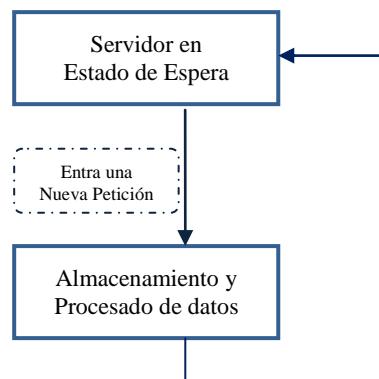 Servidor en
Estado de Espera
Entra una
Nueva Petición
Almacenamiento y
Procesado de datos